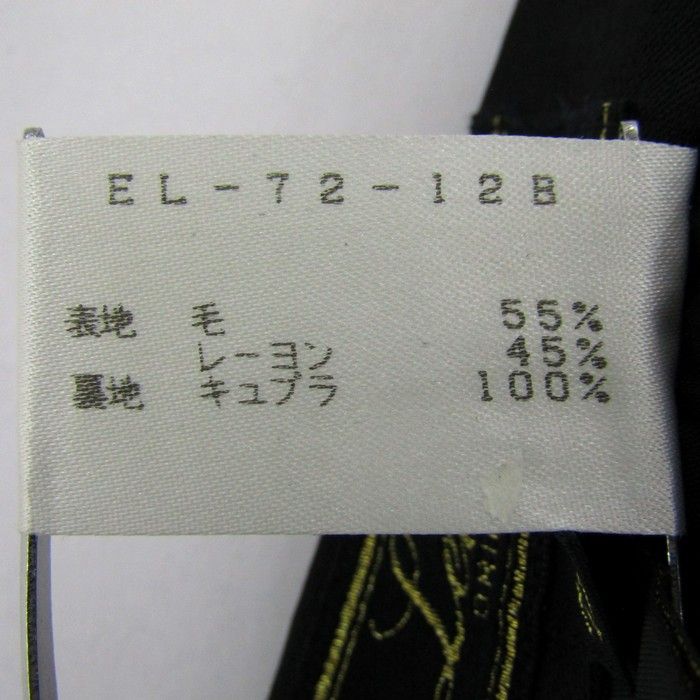 EL-72-12B
表地 毛 55%
レーヨン 45%
裏地 キュプラ 100%